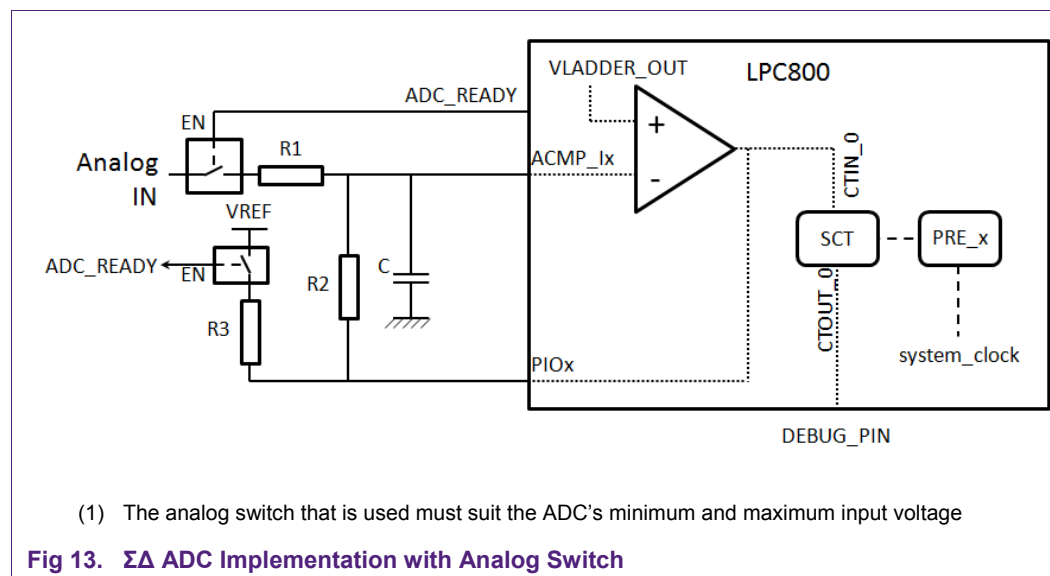 VLADDER_OUT
LPC800
ADC_READY
EN
Analog
IN
R1
ACMP_Ix
+
-
CTIN_0
VREF
SCT
PRE_x
ADC_READY
EN
R2
C
R3
CTOUT_0
system_clock
PIOx
DEBUG_PIN
(1) The analog switch that is used must suit the ADC's minimum and maximum input voltage
Fig 13. ΣΔ ADC Implementation with Analog Switch